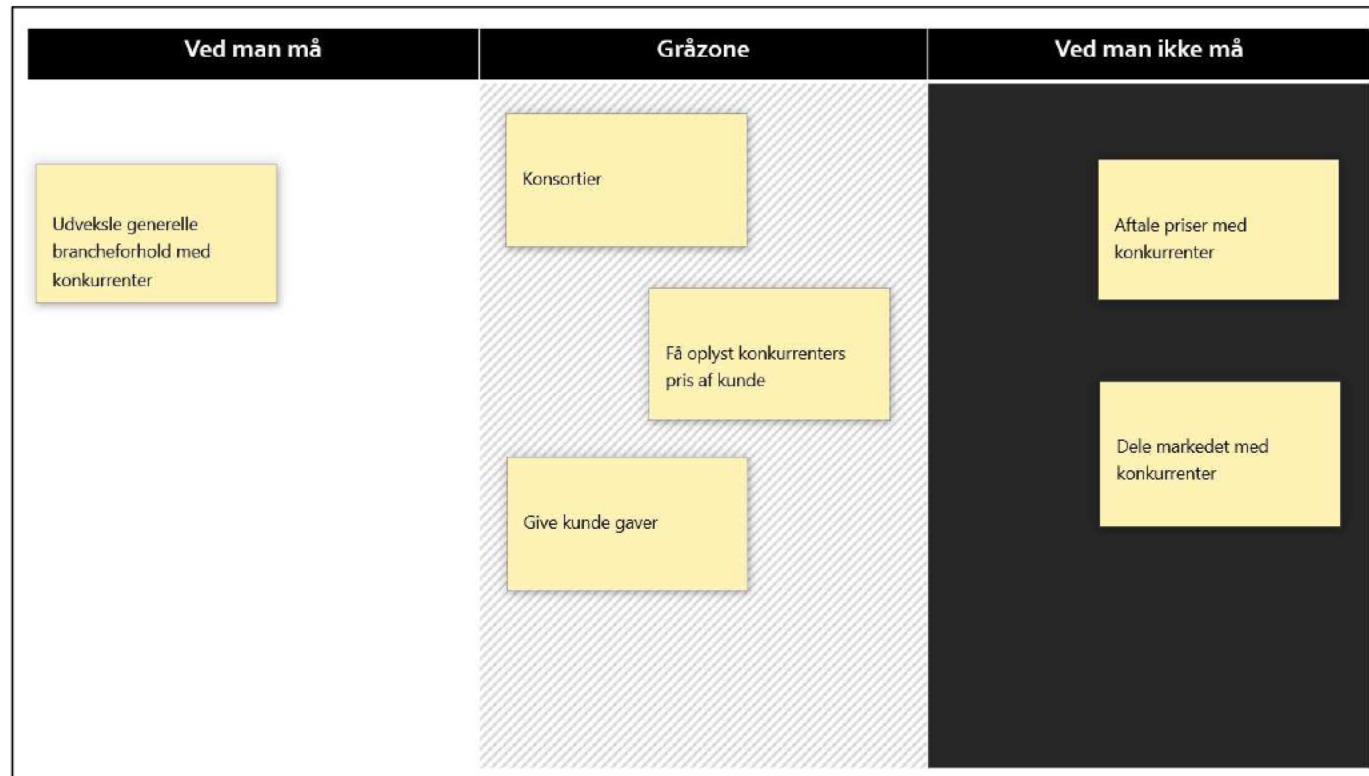 Ved man må
Gråzone
Ved man ikke må
Udveksle generelle
brancheforhold med
konkurrenter
Konsortier
Få oplyst konkurrenters
pris af kunde
Give kunde gaver
Aftale priser med
konkurrenter
Dele markedet med
konkurrenter